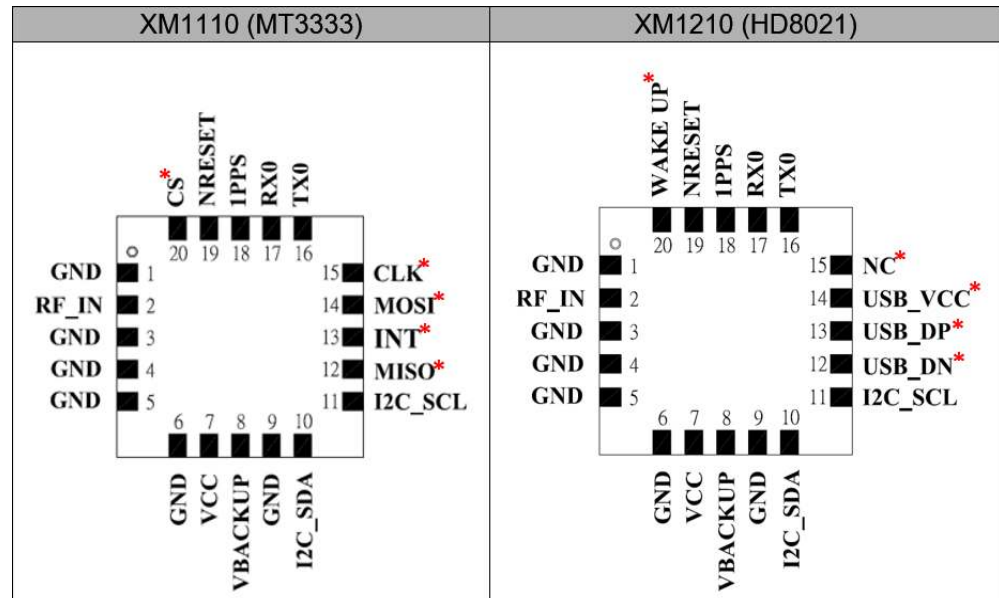 XM1110 (MT3333)
* CS
NRESET
1PPS
RX0
TX0
20 19 18 17 16
GND 1
RF_IN 2
GND 3
GND 4
GND 5
15 CLK*
14 MOSI*
13 INT*
12 MISO*
11 I2C_SCL
6 7 8 9 10
GND
VCC
VBACKUP
GND
I2C_SDA
XM1210 (HD8021)
* WAKE UP
NRESET
1PPS
RX0
TX0
20 19 18 17 16
GND 1
RF_IN 2
GND 3
GND 4
GND 5
15 NC*
14 USB_VCC*
13 USB_DP*
12 USB_DN*
11 I2C_SCL
6 7 8 9 10
GND
VCC
VBACKUP
GND
I2C_SDA